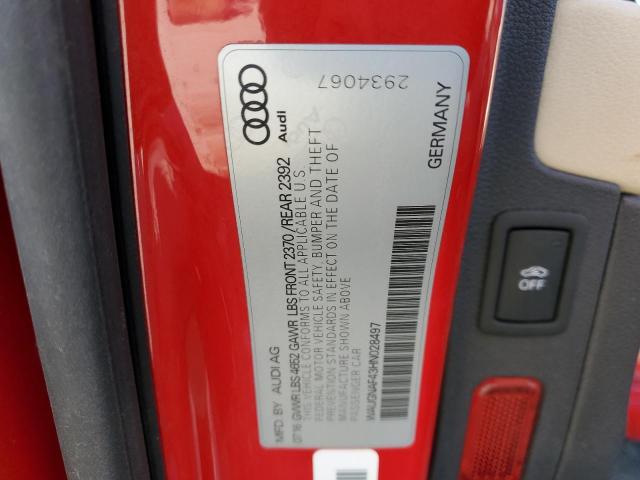 Audi
2934067
MFD. BY AUDI AG
07/16 GVWR LBS 4652 GAWR LBS FRONT 2370 / REAR 2392
THIS VEHICLE CONFORMS TO ALL APPLICABLE U.S.
FEDERAL MOTOR VEHICLE SAFETY, BUMPER AND THEFT
PREVENTION STANDARDS IN EFFECT ON THE DATE OF
MANUFACTURE SHOWN ABOVE
PASSENGER CAR
WAUGNAF43HN028497
GERMANY
OFF